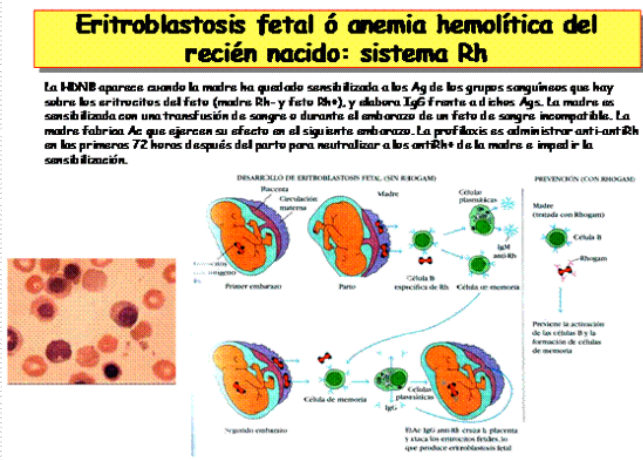 Eritroblastosis fetal ó anemia hemolítica del
recién nacido: sistema Rh
La HDNB aparece cuando la madre ha quedado sensibilizada a los Ag de los grupos sanguíneos que hay
sobre los eritrocitos del feto (madre Rh- y feto Rh+), y elabora IgG frente a dichos Ags. La madre es
sensibilizada con una transfusión de sangre o durante el embarazo de un feto de sangre incompatible. La
madre fabrica Ac que ejercen su efecto en el siguiente embarazo. La profilaxis es administrar anti-antiRh
en las primeras 72 horas después del parto para neutralizar a los antiRh+ de la madre e impedir la
sensibilización.
DESARROLLO DE ERITROBLASTOSIS FETAL (SIN RHOGAM)
PREVENCIÓN (CON RHOGAM)
Placenta
Circulación
materna
Madre
Células
plasmáticas
IgM
anti-Rh
Célula B
específica de Rh
Célula de memoria
Primer embarazo
Parto
Madre
(tratada con Rhogam)
Célula B
Rhogam
Previene la activación
de las células B y la
formación de células
de memoria
Segundo embarazo
Célula de memoria
IgG
Células
plasmáticas
El Ac IgG anti-Rh cruza la placenta
y ataca los eritrocitos fetales, lo
que produce eritroblastosis fetal